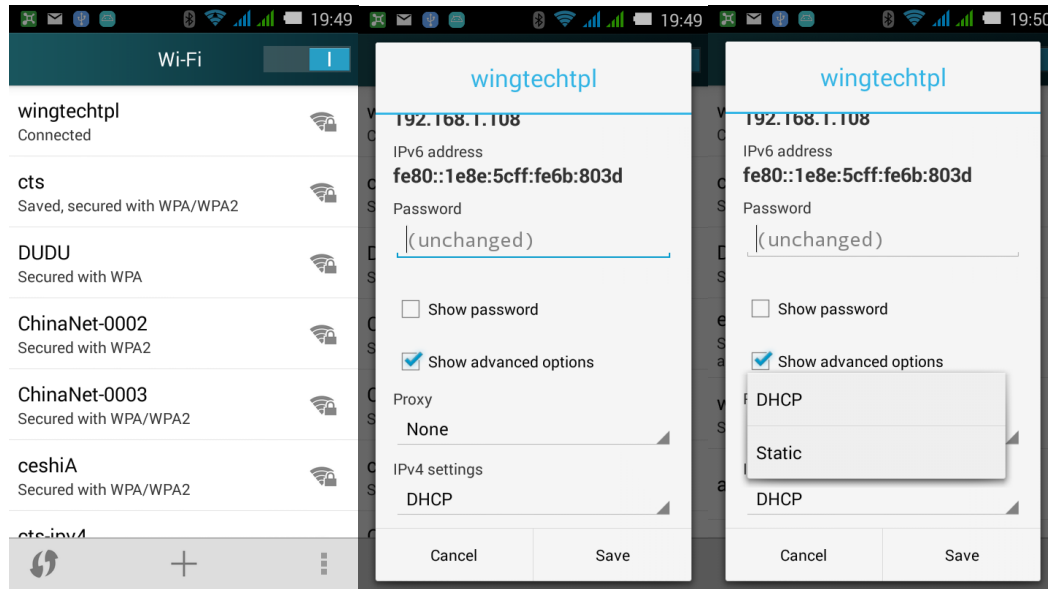 19:49
Wi-Fi
wingtechtpl
Connected
cts
Saved, secured with WPA/WPA2
DUDU
Secured with WPA
ChinaNet-0002
Secured with WPA2
ChinaNet-0003
Secured with WPA/WPA2
ceshiA
Secured with WPA/WPA2
cts-ipv4
19:49
wingtechtpl
192.168.1.108
IPv6 address
fe80::1e8e:5cff:fe6b:803d
Password
(unchanged)
Show password
Show advanced options
Proxy
None
IPv4 settings
DHCP
Cancel Save
19:50
wingtechtpl
192.168.1.108
IPv6 address
fe80::1e8e:5cff:fe6b:803d
Password
(unchanged)
Show password
Show advanced options
DHCP
Static
DHCP
Cancel Save